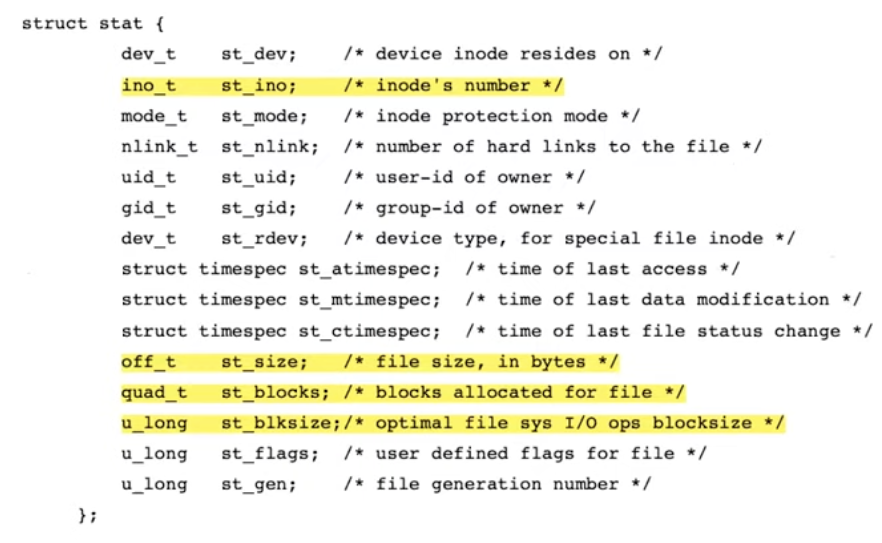 struct stat {
dev_t st_dev; /* device inode resides on */
ino_t st_ino; /* inode's number */
mode_t st_mode; /* inode protection mode */
nlink_t st_nlink; /* number of hard links to the file */
uid_t st_uid; /* user-id of owner */
gid_t st_gid; /* group-id of owner */
dev_t st_rdev; /* device type, for special file inode */
struct timespec st_atimespec; /* time of last access */
struct timespec st_mtimespec; /* time of last data modification */
struct timespec st_ctimespec; /* time of last file status change */
off_t st_size; /* file size, in bytes */
quad_t st_blocks; /* blocks allocated for file */
u_long st_blksize;/* optimal file sys I/O ops blocksize */
u_long st_flags; /* user defined flags for file */
u_long st_gen; /* file generation number */
};